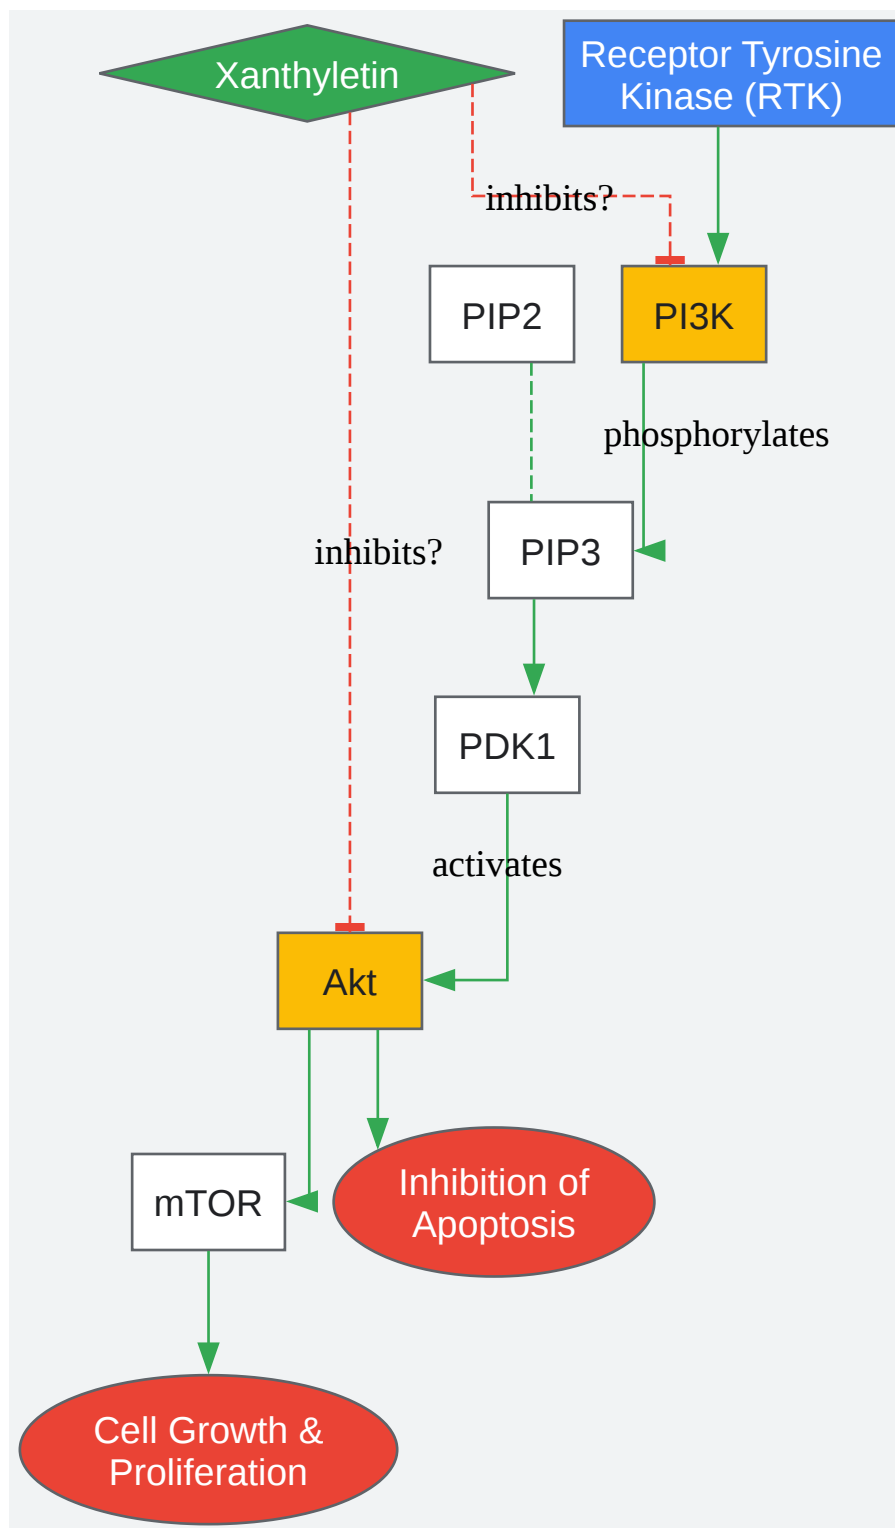 Xanthyletin
Receptor Tyrosine
Kinase (RTK)
inhibits?
PIP2
PI3K
phosphorylates
inhibits?
PIP3
PDK1
activates
Akt
Inhibition of
Apoptosis
mTOR
Cell Growth &
Proliferation